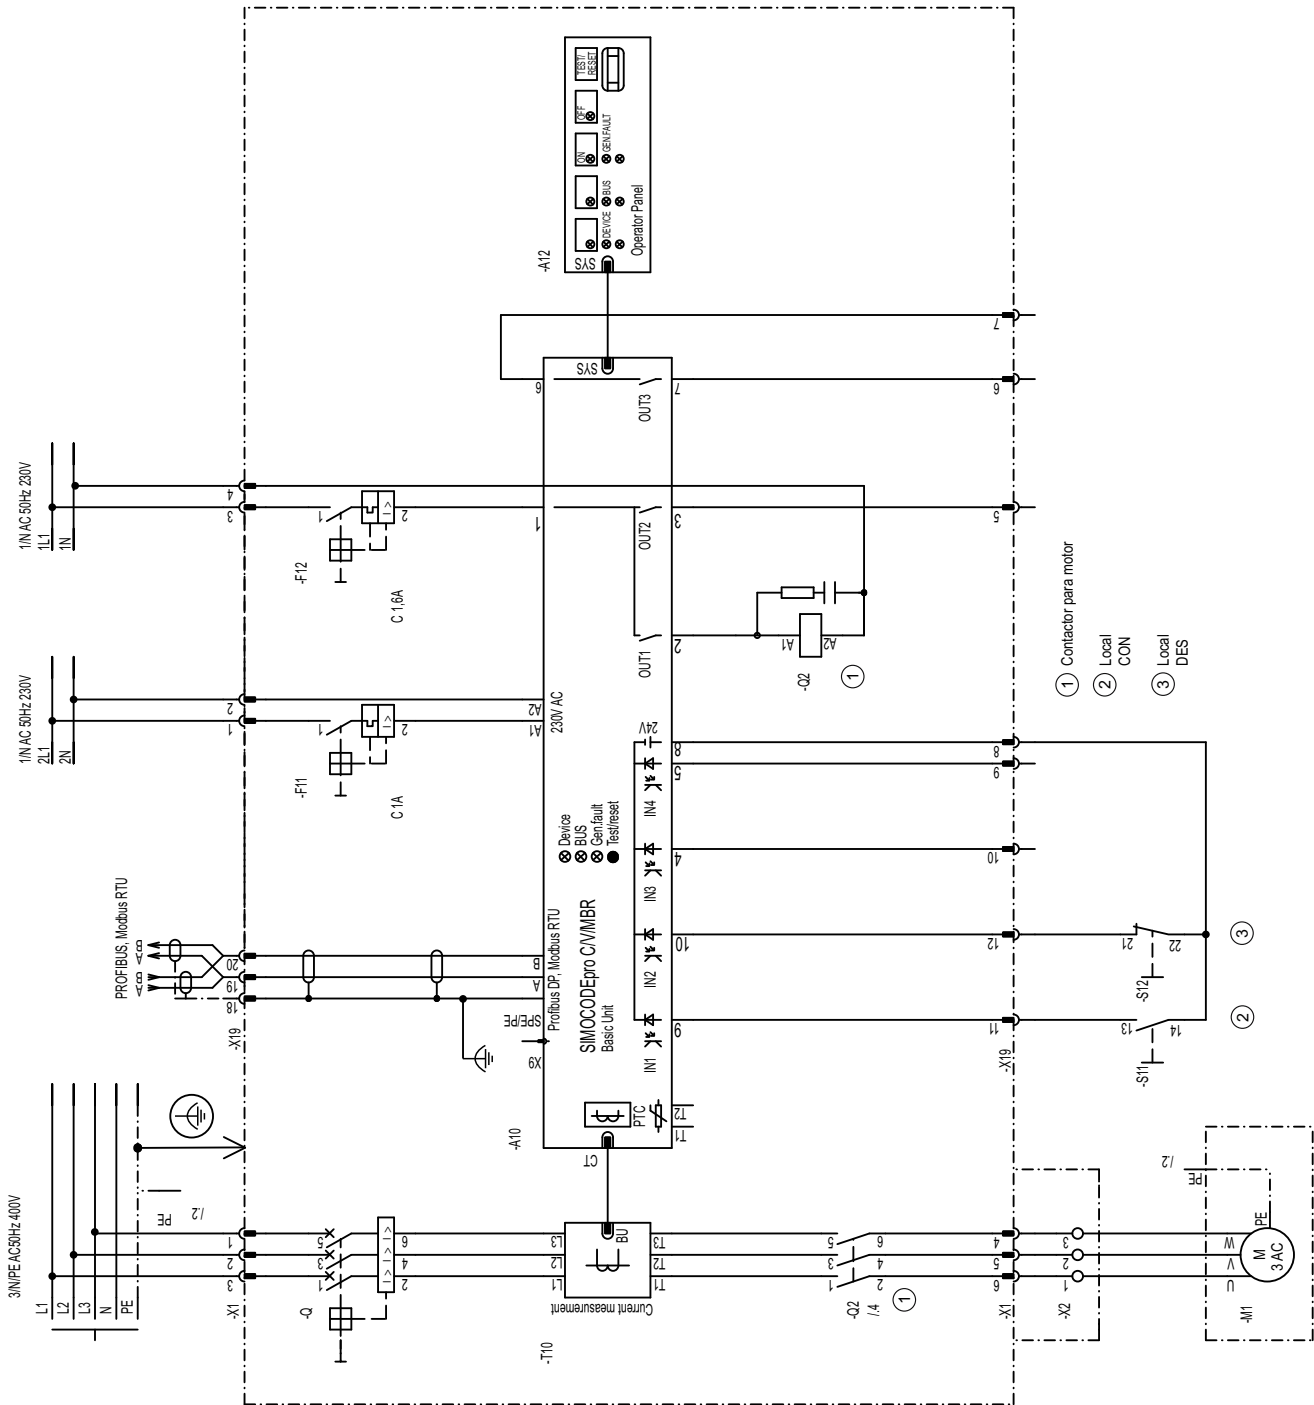 3/N/PE AC50Hz 400V
L1
L2
L3
N
PE
PE
/.2
PROFIBUS, Modbus RTU
A
B
A
B
1/N AC 50Hz 230V
2L1
2N
1/N AC 50Hz 230V
1L1
1N
-X1
3
2
1
-X19
18
19
20
1
2
3
4
-Q
1
3
5
2
4
6
I>
I>
I>
-F11
1
2
I>
C 1A
-F12
1
2
I>
C 1,6A
-T10
Current measurement
L1
L2
L3
BU
T1
T2
T3
-A10
CT
X9
SPE/PE
A
B
Profibus DP, Modbus RTU
SIMOCODEpro C/V/MBR
Basic Unit
Device
BUS
Gen.fault
Test/reset
A1
A2
230V AC
1
6
SYS
PTC
T1
T2
IN1
IN2
IN3
IN4
24V
OUT1
OUT2
OUT3
9
10
4
5
8
2
3
7
-A12
SYS
DEVICE
BUS
GEN.FAULT
ON
OFF
TEST/
RESET
Operator Panel
-Q2
/.4
1
3
5
2
4
6
1
-Q2
A1
A2
1
-X1
6
5
4
-X19
11
12
10
9
8
5
6
7
-X2
1
2
3
-S11
13
14
2
-S12
21
22
3
-M1
U
V
W
PE
M
3 AC
PE
/.2
1 Contactor para motor
2 Local
CON
3 Local
DES